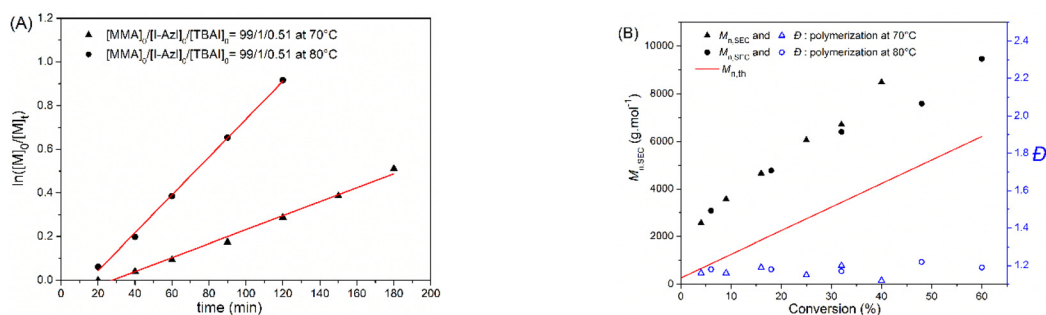 (A)
[MMA]₀/[I-AzI]₀/[TBAI]₀= 99/1/0.51 at 70°C
[MMA]₀/[I-AzI]₀/[TBAI]₀= 99/1/0.51 at 80°C
ln([M]₀/[M]ₜ)
1.2
1.0
0.8
0.6
0.4
0.2
0.0
0 20 40 60 80 100 120 140 160 180 200
time (min)
(B)
Mn,SEC and Đ : polymerization at 70°C
Mn,SEC and Đ : polymerization at 80°C
Mn,th
Mn,SEC (g.mol⁻¹)
10000
8000
6000
4000
2000
0
0 10 20 30 40 50 60
Conversion (%)
2.4
2.2
2.0
1.8
1.6
1.4
1.2
Đ